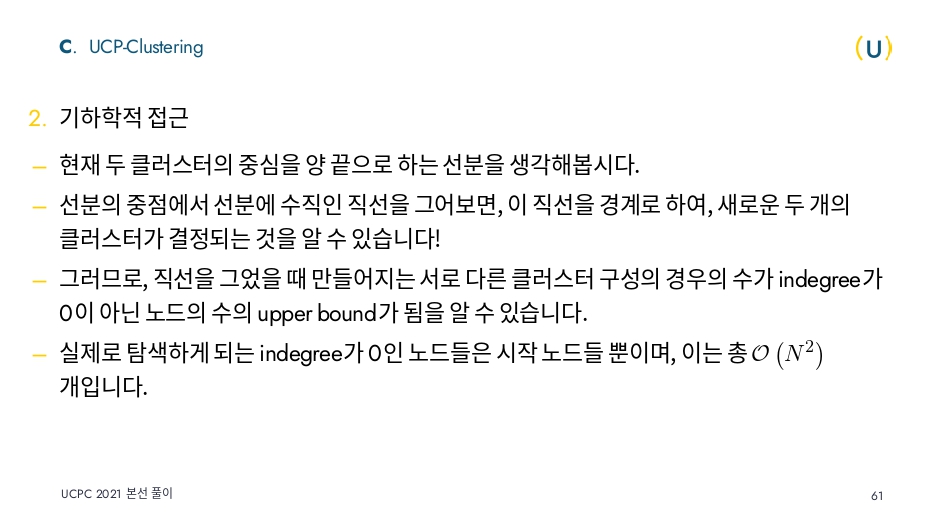 C. UCP-Clustering
(U)
2. 기하학적 접근
– 현재 두 클러스터의 중심을 양 끝으로 하는 선분을 생각해봅시다.
– 선분의 중점에서 선분에 수직인 직선을 그어보면, 이 직선을 경계로 하여, 새로운 두 개의
클러스터가 결정되는 것을 알 수 있습니다!
– 그러므로, 직선을 그었을 때 만들어지는 서로 다른 클러스터 구성의 경우의 수가 indegree가
0이 아닌 노드의 수의 upper bound가 됨을 알 수 있습니다.
– 실제로 탐색하게 되는 indegree가 0인 노드들은 시작 노드들 뿐이며, 이는 총 𝒪 (N²)
개입니다.
UCPC 2021 본선 풀이
61